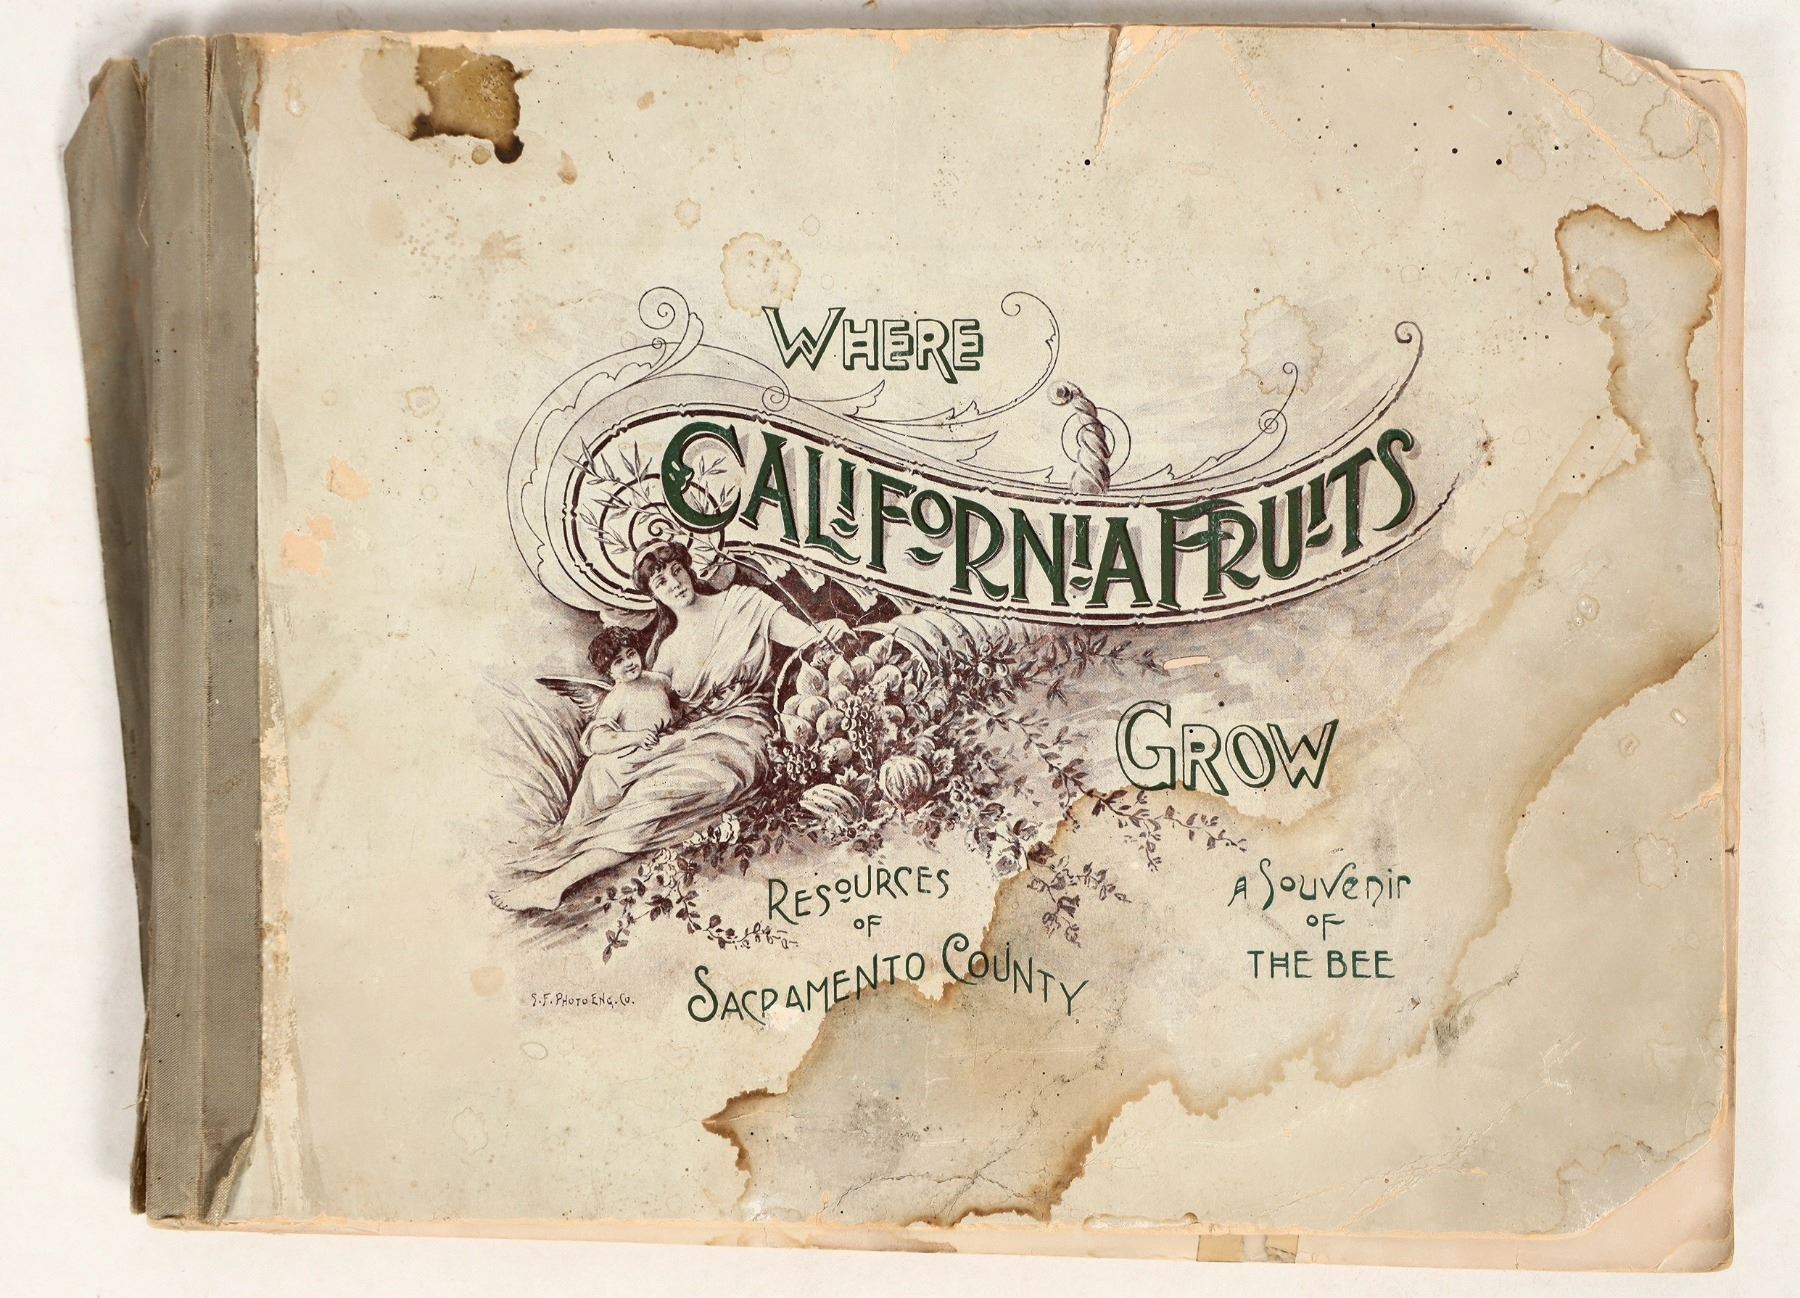 WHERE
CALIFORNIA FRUITS
GROW
RESOURCES
OF
SACRAMENTO COUNTY
A Souvenir
OF
THE BEE
S.F. PHOTO ENG. CO.